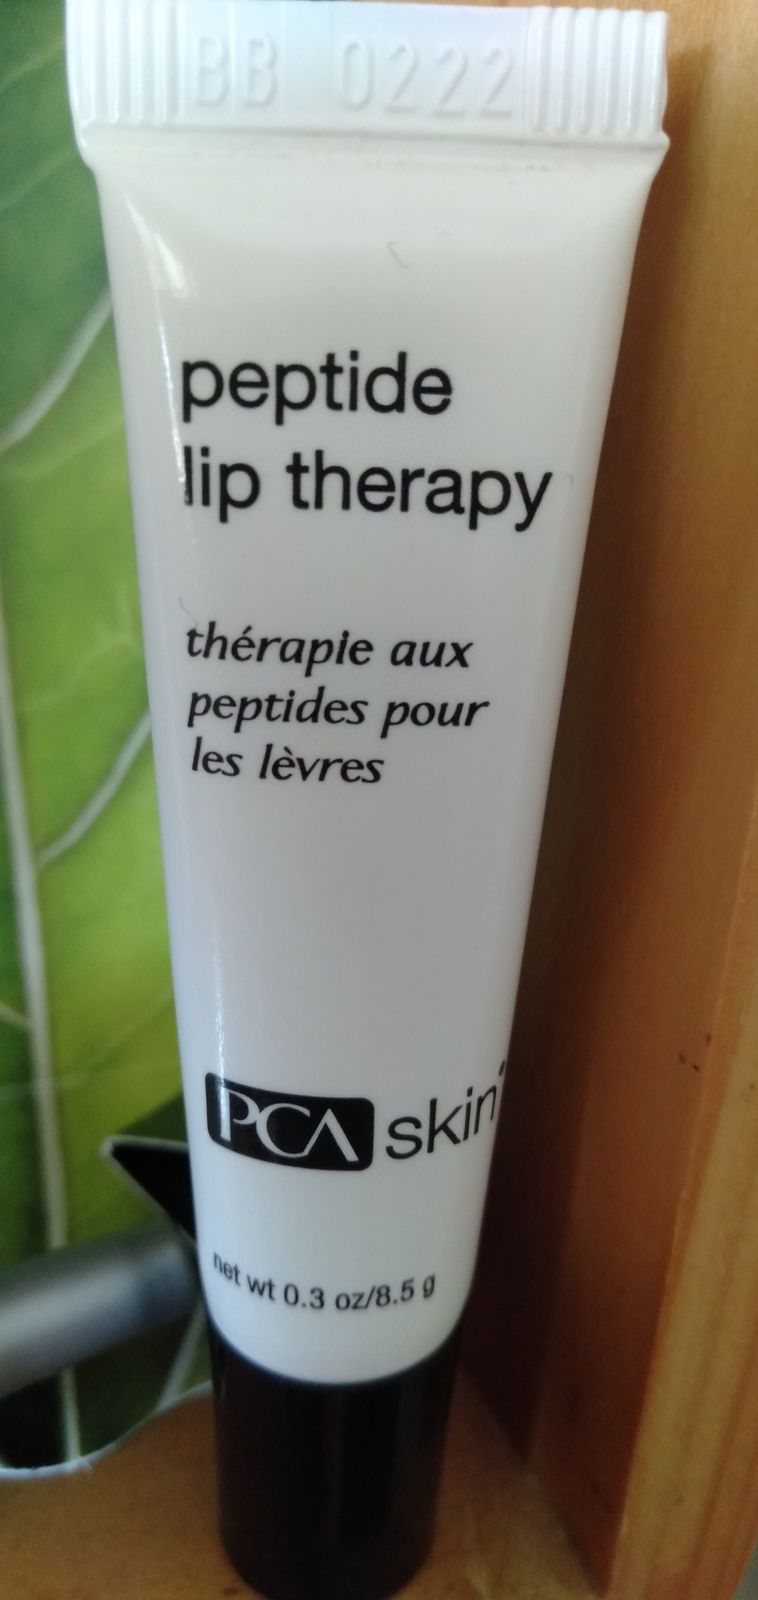 BB 0222
peptide
lip therapy
thérapie aux
peptides pour
les lèvres
PCA skin
net wt 0.3 oz/8.5 g